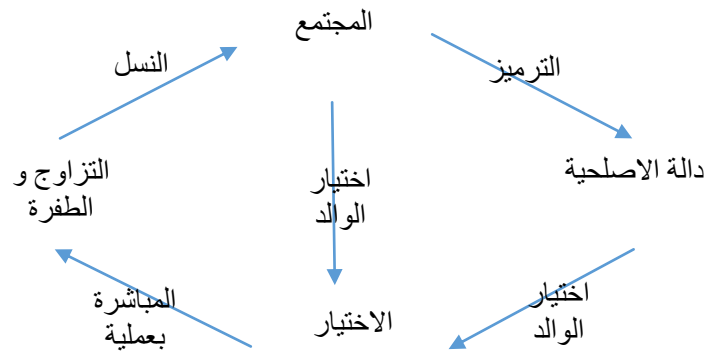 المجتمع
النسل
الترميز
التزاوج و
الطفرة
اختيار
الوالد
دالة الاصلحية
المباشرة
بعملية
الاختيار
اختيار
الوالد